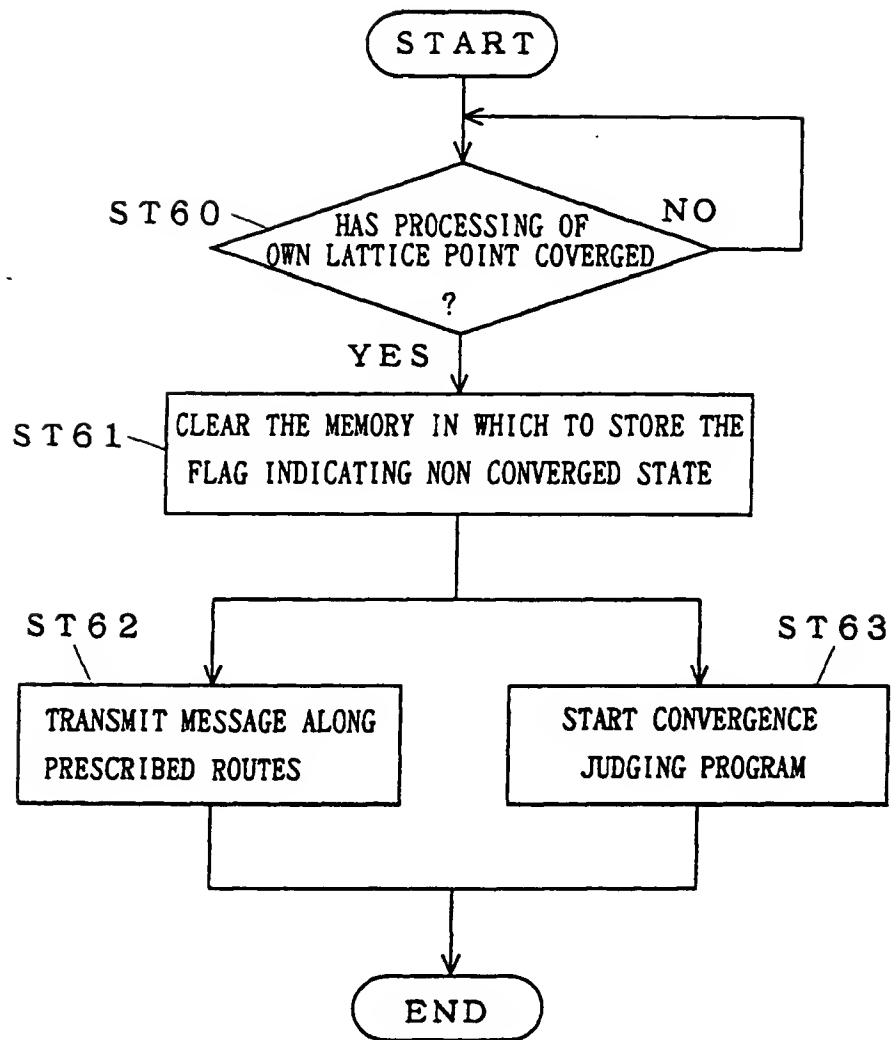 START
ST60
HAS PROCESSING OF
OWN LATTICE POINT COVERGED
?
NO
YES
ST61
CLEAR THE MEMORY IN WHICH TO STORE THE
FLAG INDICATING NON CONVERGED STATE
ST62
ST63
TRANSMIT MESSAGE ALONG
PRESCRIBED ROUTES
START CONVERGENCE
JUDGING PROGRAM
END